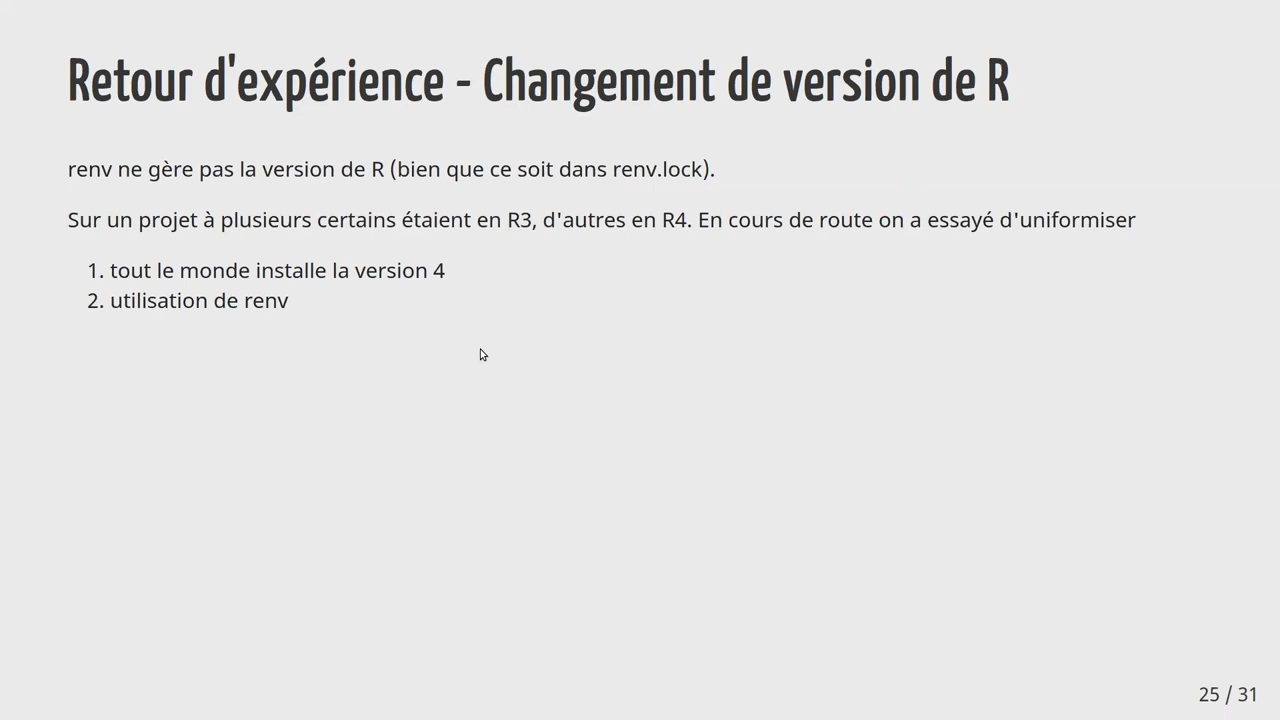 Retour d'expérience - Changement de version de R
renv ne gère pas la version de R (bien que ce soit dans renv.lock).
Sur un projet à plusieurs certains étaient en R3, d'autres en R4. En cours de route on a essayé d'uniformiser
1. tout le monde installe la version 4
2. utilisation de renv
25 / 31